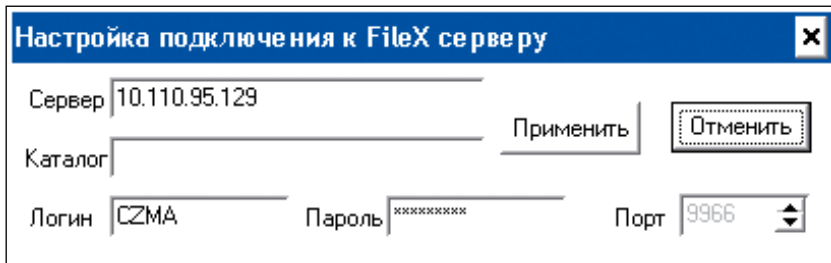 Настройка подключения к FileX серверу
Сервер 10.110.95.129
Применить Отменить
Каталог
Логин CZMA Пароль ********* Порт 9966